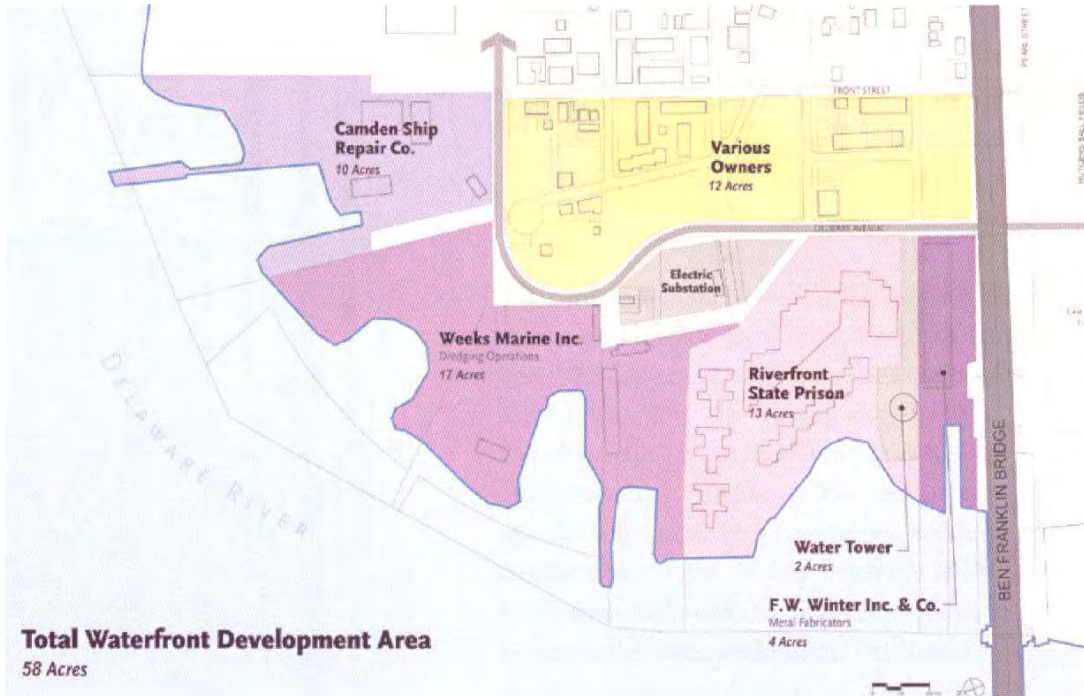 PEARL STREET
FRONT STREET
Camden Ship
Repair Co.
10 Acres
Various
Owners
12 Acres
DELAWARE AVENUE
Electric
Substation
Weeks Marine Inc.
Dredging Operations
17 Acres
Riverfront
State Prison
13 Acres
DELAWARE RIVER
BEN FRANKLIN BRIDGE
Water Tower
2 Acres
F.W. Winter Inc. & Co.
Metal Fabricators
4 Acres
Total Waterfront Development Area
58 Acres